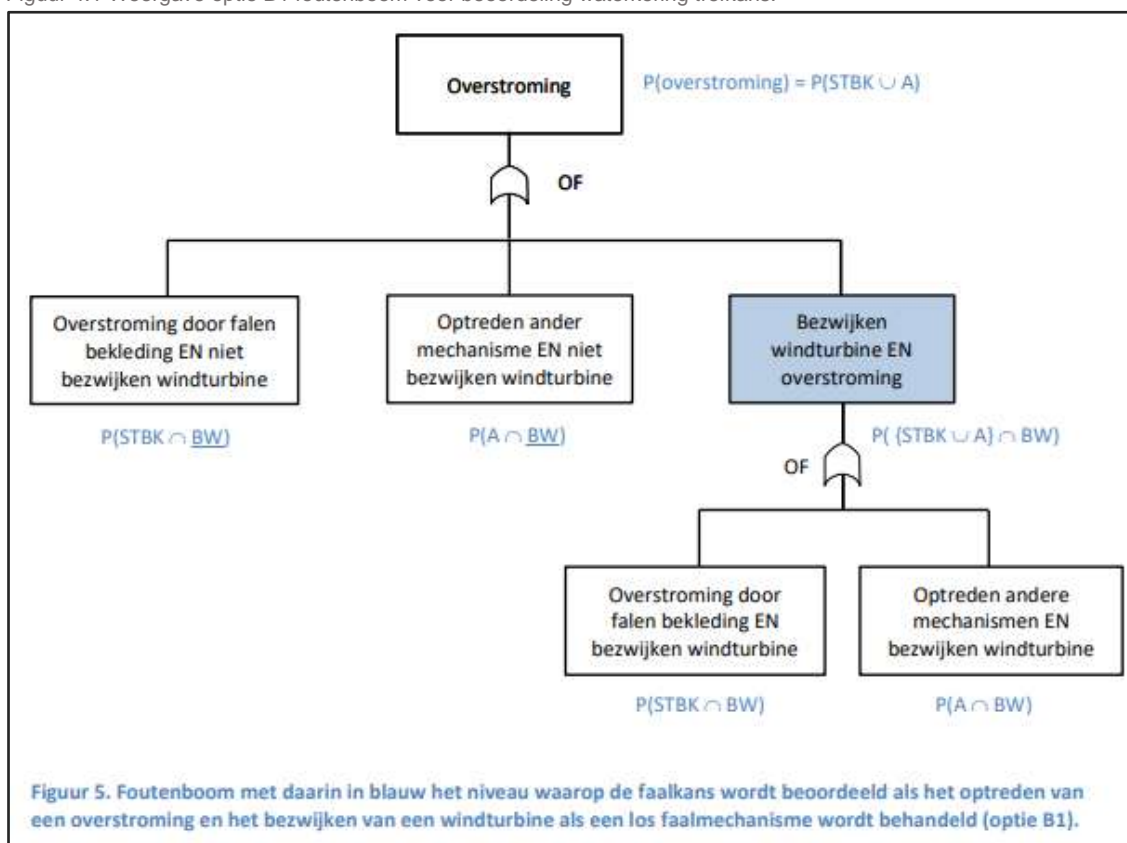 Overstroming
P(overstroming) = P(STBK ∪ A)
OF
Overstroming door falen
bekleding EN niet
bezwijken windturbine
Optreden ander
mechanisme EN niet
bezwijken windturbine
Bezwijken
windturbine EN
overstroming
P(STBK ∩ BW)
P(A ∩ BW)
P( {STBK ∪ A} ∩ BW)
OF
Overstroming door
falen bekleding EN
bezwijken windturbine
Optreden andere
mechanismen EN
bezwijken windturbine
P(STBK ∩ BW)
P(A ∩ BW)
Figuur 5. Foutenboom met daarin in blauw het niveau waarop de faalkans wordt beoordeeld als het optreden van
een overstroming en het bezwijken van een windturbine als een los faalmechanisme wordt behandeld (optie B1).